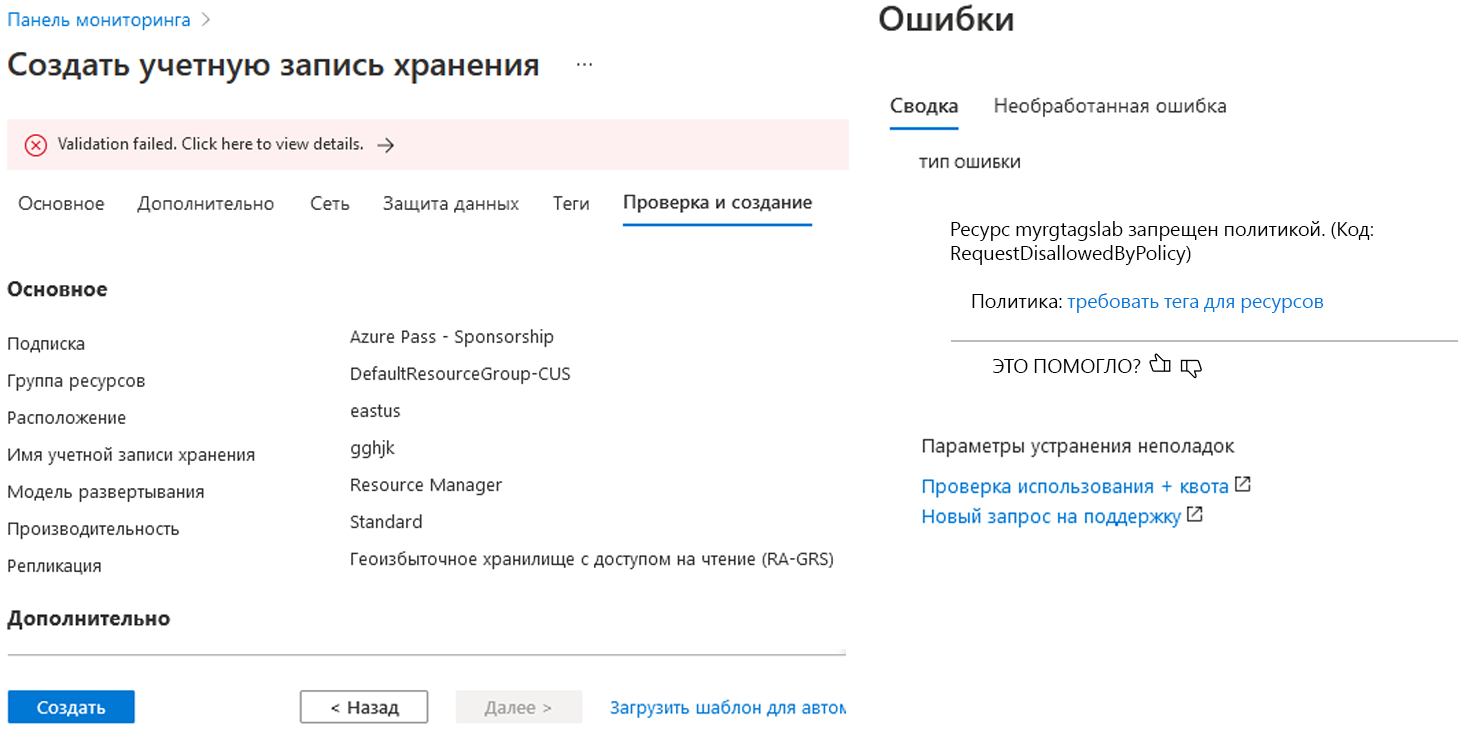 Панель мониторинга >
Создать учетную запись хранения ...
Validation failed. Click here to view details. →
Основное Дополнительно Сеть Защита данных Теги Проверка и создание
Основное
Подписка Azure Pass - Sponsorship
Группа ресурсов DefaultResourceGroup-CUS
Расположение eastus
Имя учетной записи хранения gghjk
Модель развертывания Resource Manager
Производительность Standard
Репликация Геоизбыточное хранилище с доступом на чтение (RA-GRS)
Дополнительно
Создать < Назад Далее > Загрузить шаблон для автом
Ошибки
Сводка Необработанная ошибка
ТИП ОШИБКИ
Ресурс myrgtagslab запрещен политикой. (Код:
RequestDisallowedByPolicy)
Политика: требовать тега для ресурсов
ЭТО ПОМОГЛО?
Параметры устранения неполадок
Проверка использования + квота
Новый запрос на поддержку